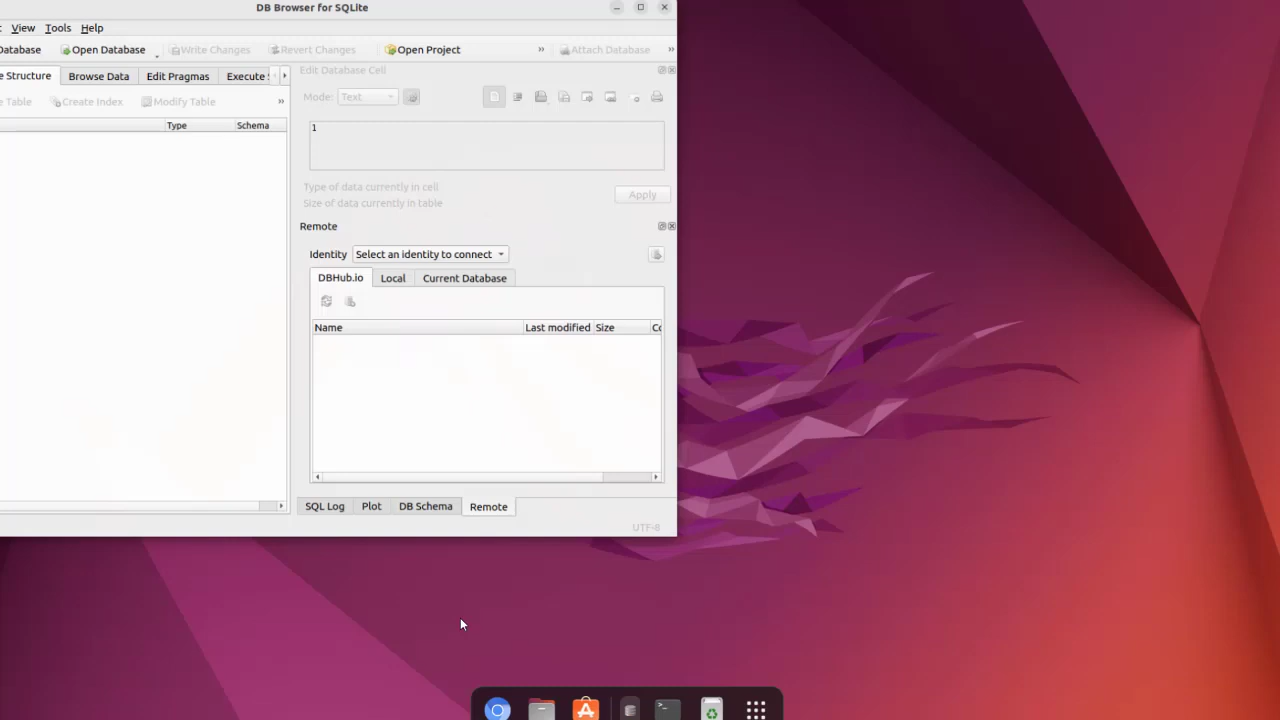 DB Browser for SQLite
View Tools Help
Database Open Database Write Changes Revert Changes Open Project » Attach Database »
e Structure Browse Data Edit Pragmas Execute
e Table Create Index Modify Table »
Type Schema
Edit Database Cell
Mode: Text
1
Type of data currently in cell
Size of data currently in table
Apply
Remote
Identity Select an identity to connect
DBHub.io Local Current Database
Name Last modified Size
SQL Log Plot DB Schema Remote
UTF-8